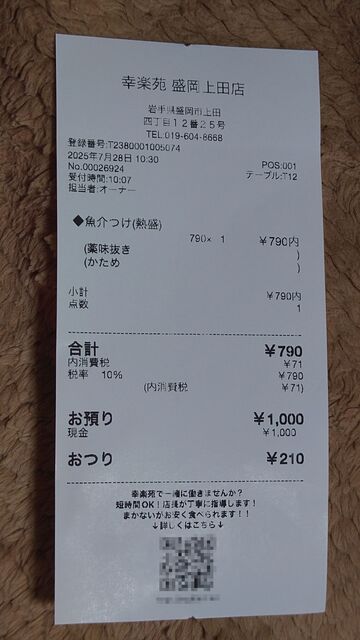 幸楽苑 盛岡上田店
岩手県盛岡市上田
四丁目12番25号
TEL:019-604-8668
登録番号:T2380001005074
2025年7月28日 10:30
No.00026924 POS:001
受付時間:10:07 テーブル:T12
担当者:オーナー
◆魚介つけ(熱盛)
790× 1 ¥790内
(薬味抜き )
(かため )
小計 ¥790内
点数 1
合計 ¥790
内消費税 ¥71
税率 10% ¥790
(内消費税 ¥71)
お預り ¥1,000
現金 ¥1,000
おつり ¥210
幸楽苑で一緒に働きませんか?
短時間OK!店長が丁寧に指導します!
まかないがお安く食べられます!!
↓詳しくはこちら↓